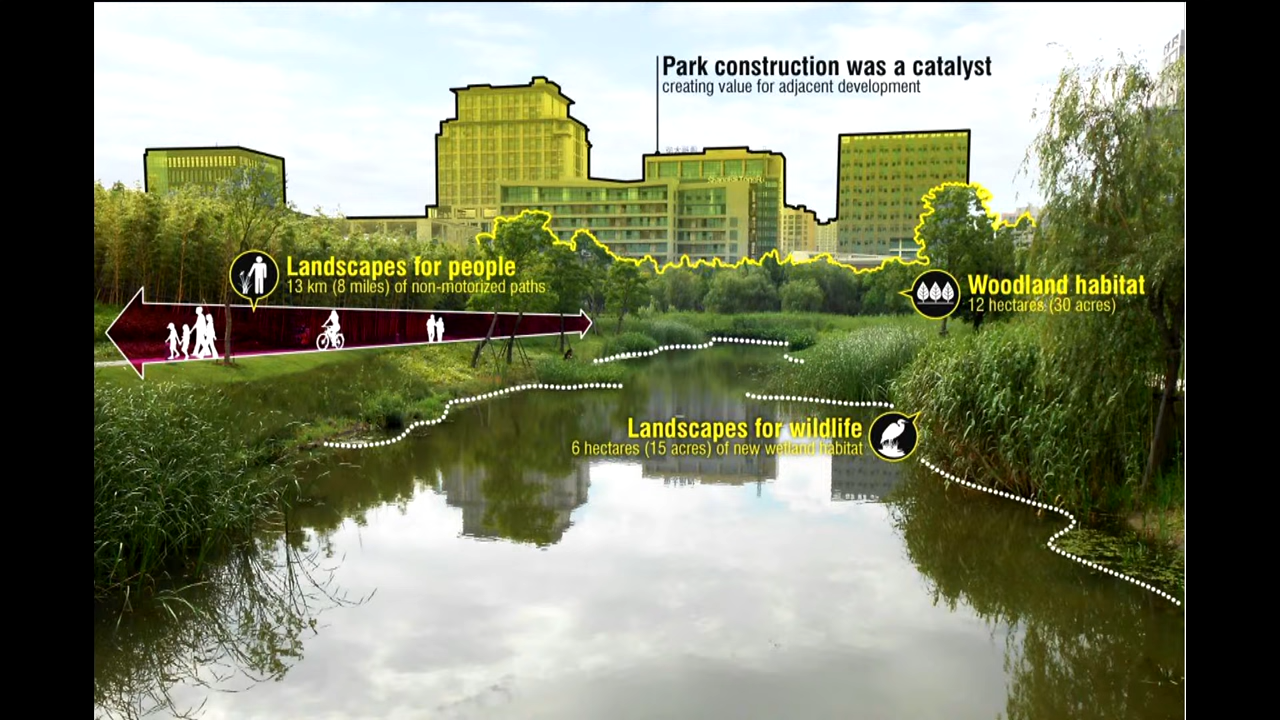 Park construction was a catalyst
creating value for adjacent development
Landscapes for people
13 km (8 miles) of non-motorized paths
Woodland habitat
12 hectares (30 acres)
Landscapes for wildlife
6 hectares (15 acres) of new wetland habitat